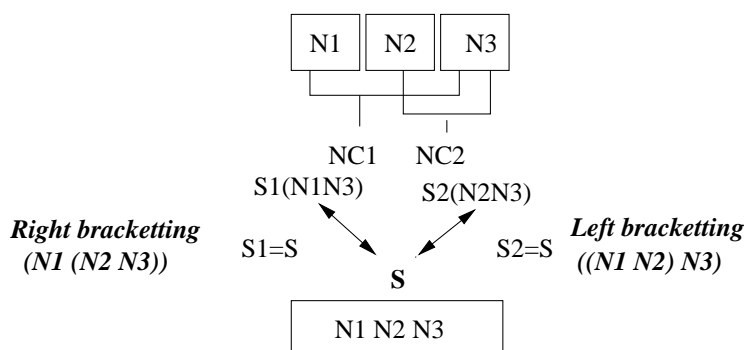 N1 N2 N3
NC1 NC2
S1(N1N3) S2(N2N3)
Right bracketting
(N1 (N2 N3))
S1=S
S2=S
Left bracketting
((N1 N2) N3)
S
N1 N2 N3